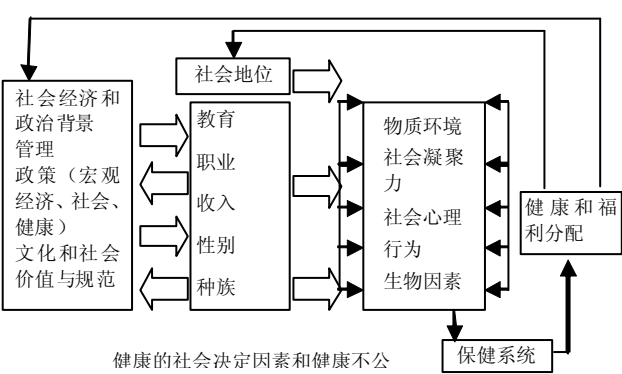 社会地位
社会经济和
政治背景
管理
政策（宏观
经济、社会、
健康）
文化和社会
价值与规范
教育
职业
收入
性别
种族
物质环境
社会凝聚
力
社会心理
行为
生物因素
健康和福
利分配
保健系统
健康的社会决定因素和健康不公